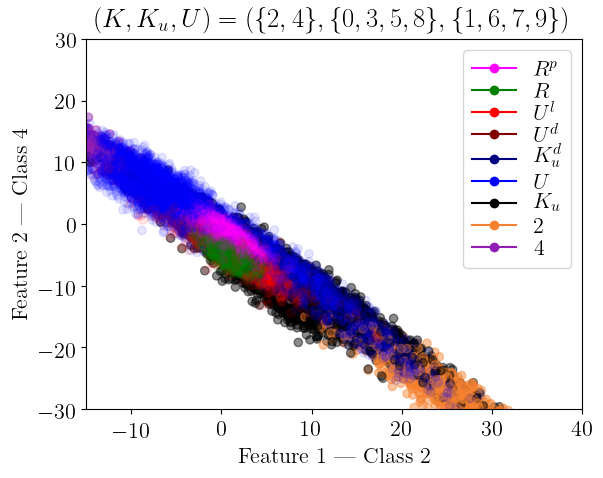 (K, K_u, U) = ({2, 4}, {0, 3, 5, 8}, {1, 6, 7, 9})
30
20
10
0
−10
−20
−30
Feature 2 — Class 4
R^p
R
U^l
U^d
K_u^d
U
K_u
2
4
−10 0 10 20 30 40
Feature 1 — Class 2